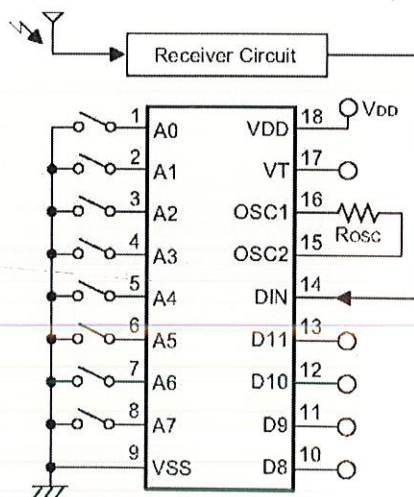 Receiver Circuit
1 A0 VDD 18 VDD
2 A1 VT 17
3 A2 OSC1 16
ROSC
4 A3 OSC2 15
5 A4 DIN 14
6 A5 D11 13
7 A6 D10 12
8 A7 D9 11
9 VSS D8 10